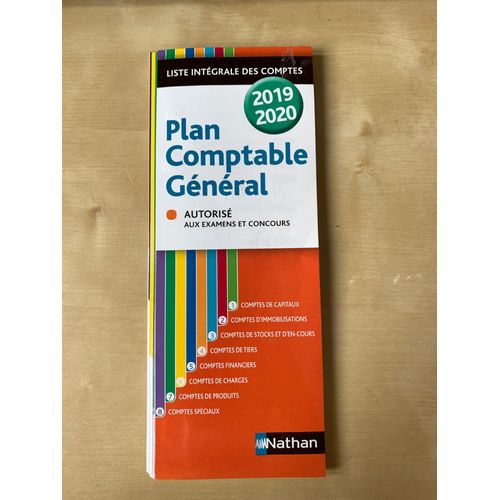 LISTE INTÉGRALE DES COMPTES
2019
2020
Plan
Comptable
Général
AUTORISÉ
AUX EXAMENS ET CONCOURS
1 COMPTES DE CAPITAUX
2 COMPTES D'IMMOBILISATIONS
3 COMPTES DE STOCKS ET D'EN-COURS
4 COMPTES DE TIERS
5 COMPTES FINANCIERS
6 COMPTES DE CHARGES
7 COMPTES DE PRODUITS
8 COMPTES SPÉCIAUX
Nathan